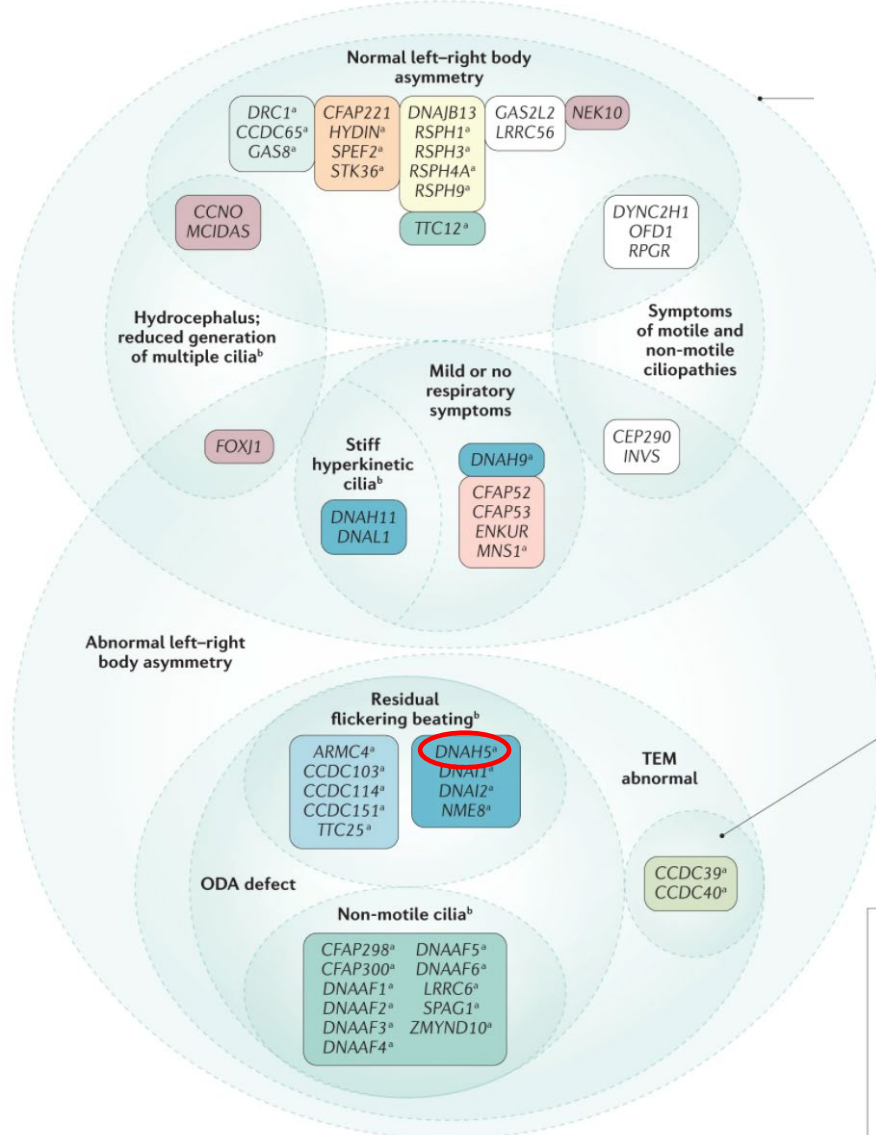 Normal left–right body
asymmetry
DRC1ᵃ
CCDC65ᵃ
GAS8ᵃ
CFAP221
HYDINᵃ
SPEF2ᵃ
STK36ᵃ
DNAJB13
RSPH1ᵃ
RSPH3ᵃ
RSPH4Aᵃ
RSPH9ᵃ
GAS2L2
LRRC56
NEK10
TTC12ᵃ
CCNO
MCIDAS
DYNC2H1
OFD1
RPGR
Hydrocephalus;
reduced generation
of multiple ciliaᵇ
Symptoms
of motile and
non-motile
ciliopathies
Mild or no
respiratory
symptoms
FOXJ1
Stiff
hyperkinetic
ciliaᵇ
DNAH11
DNAL1
DNAH9ᵃ
CFAP52
CFAP53
ENKUR
MNS1ᵃ
CEP290
INVS
Abnormal left–right
body asymmetry
Residual
flickering beatingᵇ
ARMC4ᵃ
CCDC103ᵃ
CCDC114ᵃ
CCDC151ᵃ
TTC25ᵃ
DNAH5ᵃ
DNAI1ᵃ
DNAI2ᵃ
NME8ᵃ
TEM
abnormal
CCDC39ᵃ
CCDC40ᵃ
ODA defect
Non-motile ciliaᵇ
CFAP298ᵃ
CFAP300ᵃ
DNAAF1ᵃ
DNAAF2ᵃ
DNAAF3ᵃ
DNAAF4ᵃ
DNAAF5ᵃ
DNAAF6ᵃ
LRRC6ᵃ
SPAG1ᵃ
ZMYND10ᵃ